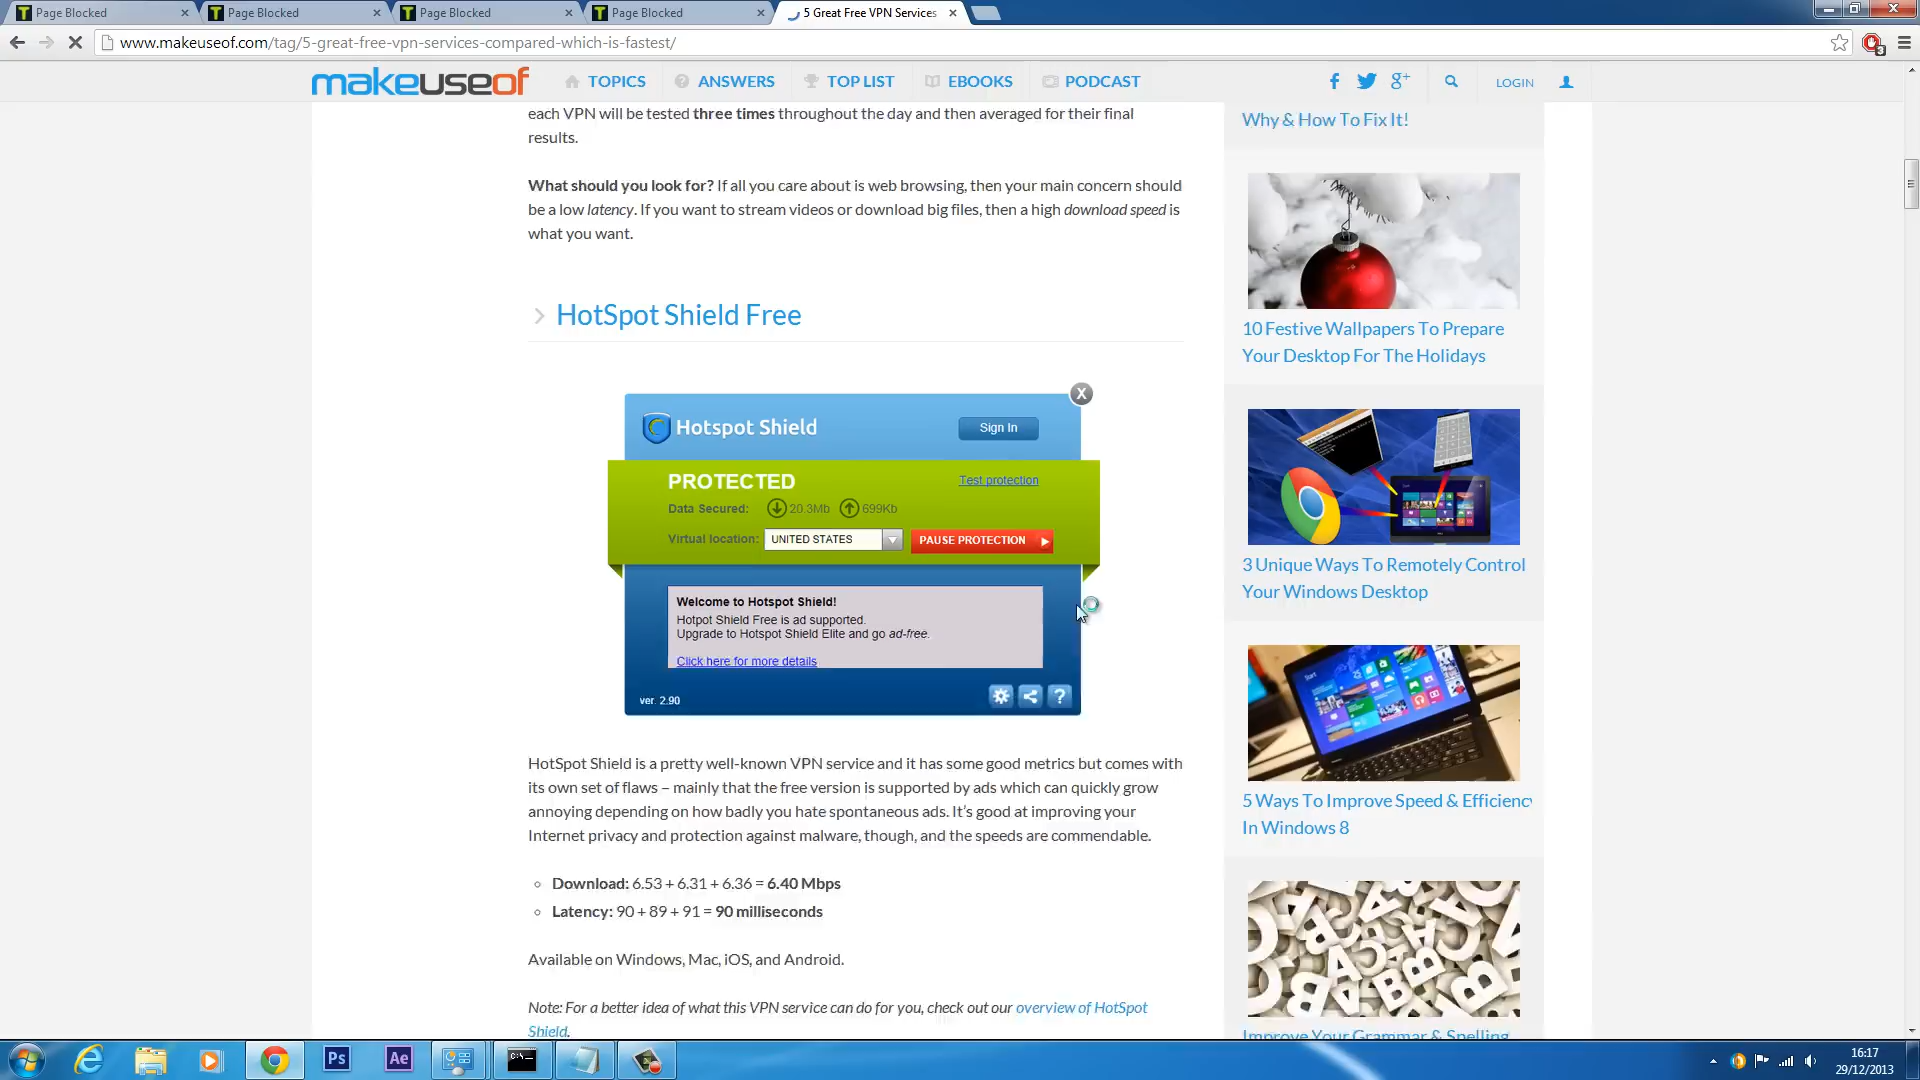 Page Blocked
Page Blocked
Page Blocked
Page Blocked
5 Great Free VPN Services
www.makeuseof.com/tag/5-great-free-vpn-services-compared-which-is-fastest/
3
makeuseof
TOPICS
ANSWERS
TOP LIST
EBOOKS
PODCAST
LOGIN
each VPN will be tested three times throughout the day and then averaged for their final
results.
What should you look for? If all you care about is web browsing, then your main concern should
be a low latency. If you want to stream videos or download big files, then a high download speed is
what you want.
HotSpot Shield Free
X
Hotspot Shield
Sign In
PROTECTED
Test protection
Data Secured:
20.3Mb
699Kb
Virtual location:
UNITED STATES
PAUSE PROTECTION
Welcome to Hotspot Shield!
Hotpot Shield Free is ad supported.
Upgrade to Hotspot Shield Elite and go ad-free.
Click here for more details
ver. 2.90
?
HotSpot Shield is a pretty well-known VPN service and it has some good metrics but comes with
its own set of flaws – mainly that the free version is supported by ads which can quickly grow
annoying depending on how badly you hate spontaneous ads. It's good at improving your
Internet privacy and protection against malware, though, and the speeds are commendable.
Download: 6.53 + 6.31 + 6.36 = 6.40 Mbps
Latency: 90 + 89 + 91 = 90 milliseconds
Available on Windows, Mac, iOS, and Android.
Note: For a better idea of what this VPN service can do for you, check out our overview of HotSpot
Shield.
Why & How To Fix It!
10 Festive Wallpapers To Prepare
Your Desktop For The Holidays
3 Unique Ways To Remotely Control
Your Windows Desktop
Start
5 Ways To Improve Speed & Efficiency
In Windows 8
Improve Your Grammar & Spelling
Ps
Ae
16:17
29/12/2013